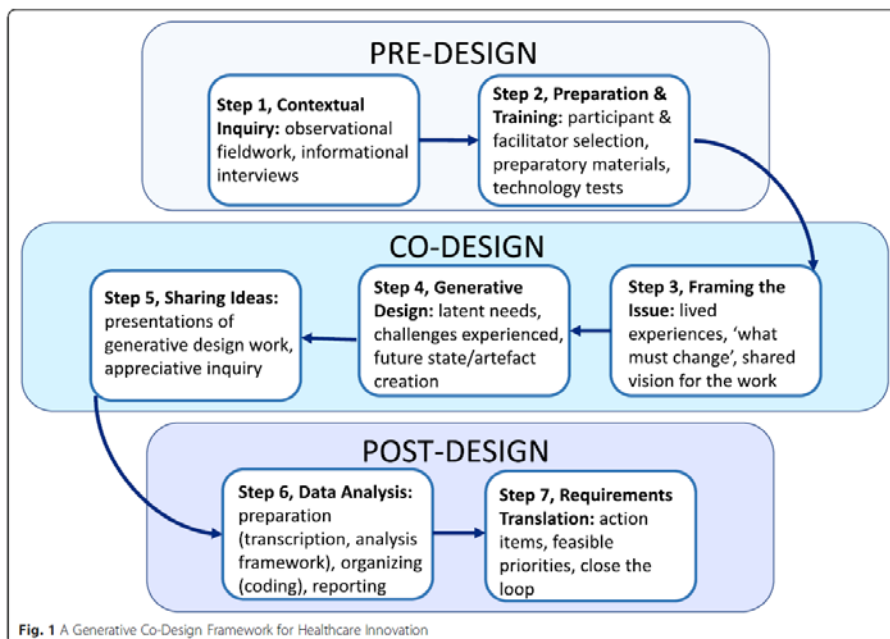 PRE-DESIGN
Step 1, Contextual
Inquiry: observational
fieldwork, informational
interviews
Step 2, Preparation &
Training: participant &
facilitator selection,
preparatory materials,
technology tests
CO-DESIGN
Step 3, Framing the
Issue: lived
experiences, ‘what
must change’, shared
vision for the work
Step 4, Generative
Design: latent needs,
challenges experienced,
future state/artefact
creation
Step 5, Sharing Ideas:
presentations of
generative design work,
appreciative inquiry
POST-DESIGN
Step 6, Data Analysis:
preparation
(transcription, analysis
framework), organizing
(coding), reporting
Step 7, Requirements
Translation: action
items, feasible
priorities, close the
loop
Fig. 1 A Generative Co-Design Framework for Healthcare Innovation